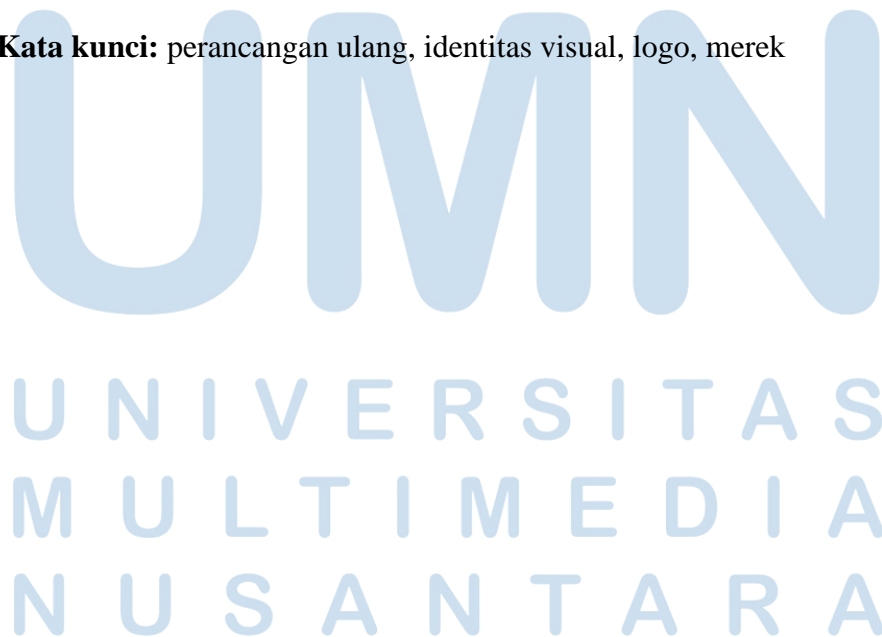 Kata kunci: perancangan ulang, identitas visual, logo, merek
UMN
UNIVERSITAS
MULTIMEDIA
NUSANTARA